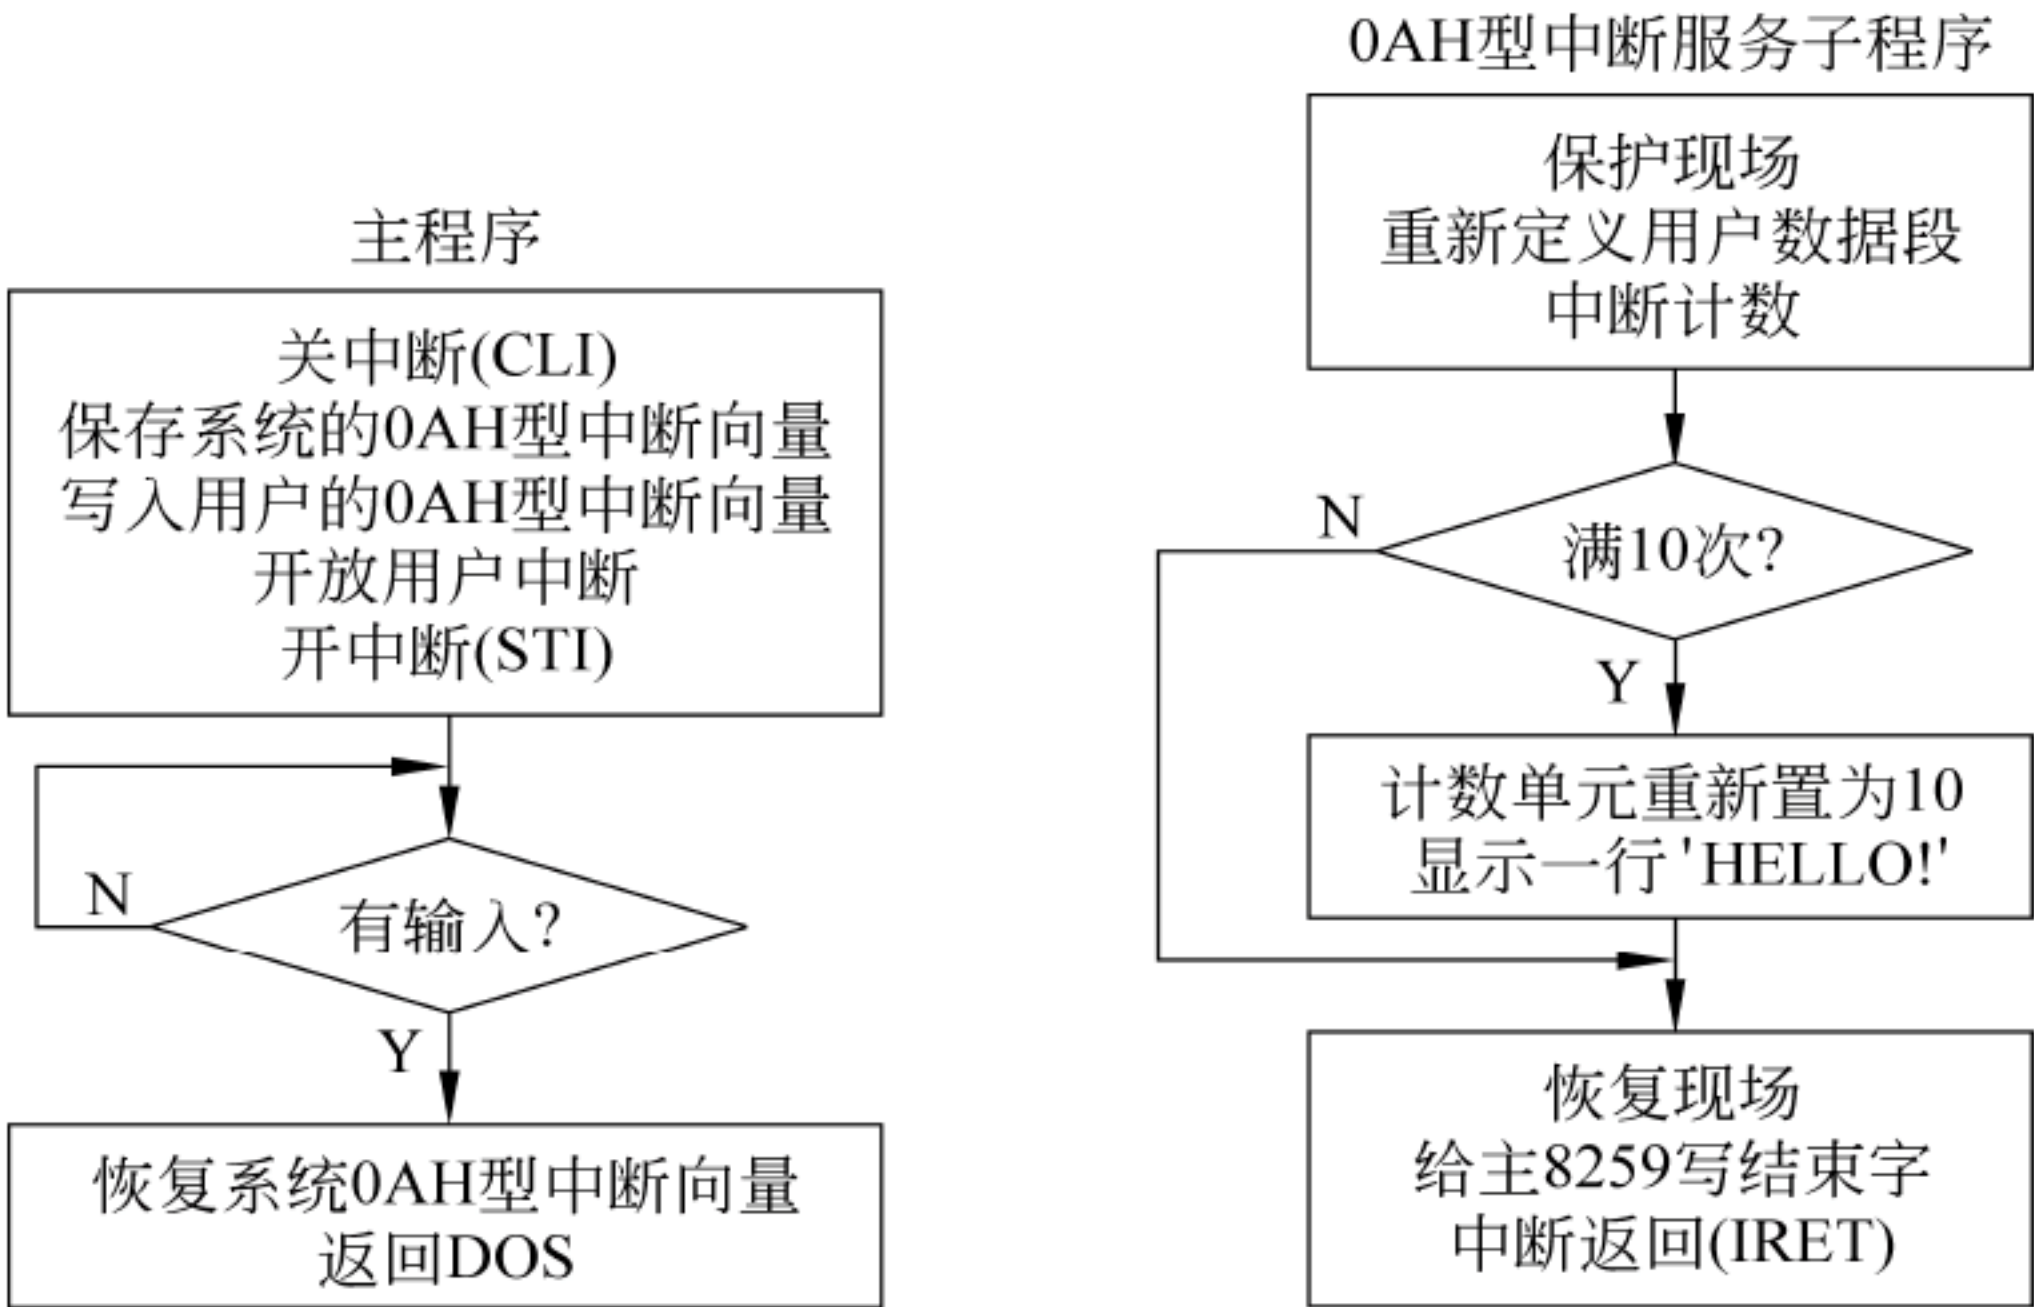 主程序
关中断(CLI)
保存系统的0AH型中断向量
写入用户的0AH型中断向量
开放用户中断
开中断(STI)
N
有输入?
Y
恢复系统0AH型中断向量
返回DOS
0AH型中断服务子程序
保护现场
重新定义用户数据段
中断计数
N
满10次?
Y
计数单元重新置为10
显示一行'HELLO!'
恢复现场
给主8259写结束字
中断返回(IRET)